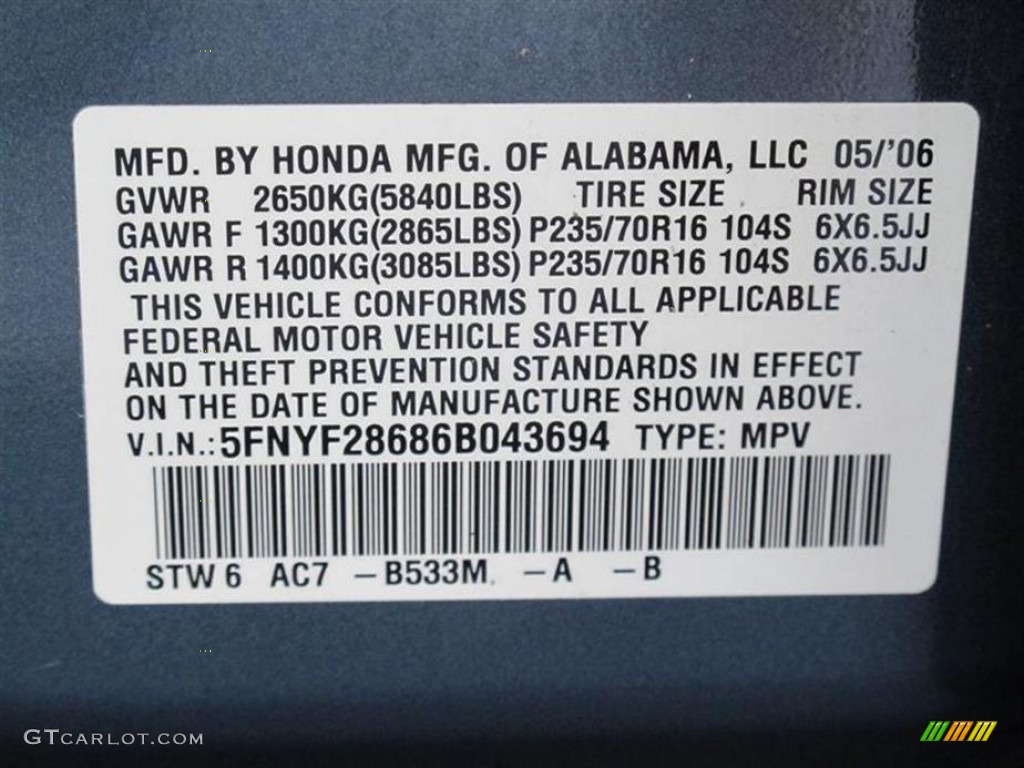 MFD. BY HONDA MFG. OF ALABAMA, LLC 05/'06
GVWR 2650KG(5840LBS) TIRE SIZE RIM SIZE
GAWR F 1300KG(2865LBS) P235/70R16 104S 6X6.5JJ
GAWR R 1400KG(3085LBS) P235/70R16 104S 6X6.5JJ
THIS VEHICLE CONFORMS TO ALL APPLICABLE
FEDERAL MOTOR VEHICLE SAFETY
AND THEFT PREVENTION STANDARDS IN EFFECT
ON THE DATE OF MANUFACTURE SHOWN ABOVE.
V.I.N.: 5FNYF28686B043694 TYPE: MPV
STW 6 AC7 –B533M –A –B
GTCARLOT.COM